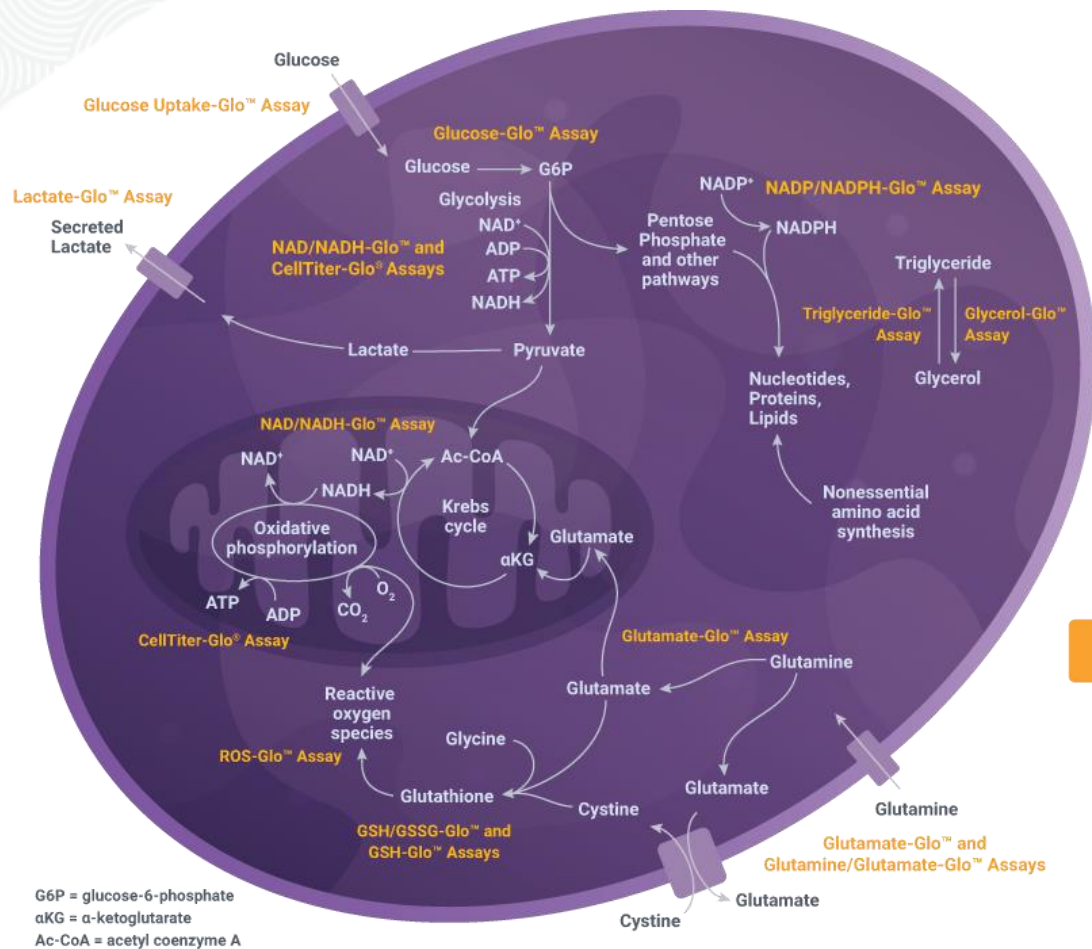 Glucose
Glucose Uptake-Glo™ Assay
Glucose-Glo™ Assay
Glucose
G6P
Lactate-Glo™ Assay
Secreted
Lactate
Glycolysis
NAD⁺
ADP
ATP
NADH
NAD/NADH-Glo™ and
CellTiter-Glo® Assays
Pentose
Phosphate
and other
pathways
NADP⁺
NADP/NADPH-Glo™ Assay
NADPH
Triglyceride
Triglyceride-Glo™
Assay
Glycerol-Glo™
Assay
Glycerol
Lactate
Pyruvate
Nucleotides,
Proteins,
Lipids
NAD/NADH-Glo™ Assay
NAD⁺
NAD⁺
NADH
Ac-CoA
Krebs
cycle
Oxidative
phosphorylation
αKG
Glutamate
Nonessential
amino acid
synthesis
ATP
ADP
CO₂
O₂
CellTiter-Glo® Assay
Glutamate-Glo™ Assay
Glutamine
Glutamate
Reactive
oxygen
species
ROS-Glo™ Assay
Glycine
Glutathione
Cystine
Glutamate
GSH/GSSG-Glo™ and
GSH-Glo™ Assays
Glutamine
Glutamate-Glo™ and
Glutamine/Glutamate-Glo™ Assays
Glutamate
Cystine
G6P = glucose-6-phosphate
αKG = α-ketoglutarate
Ac-CoA = acetyl coenzyme A